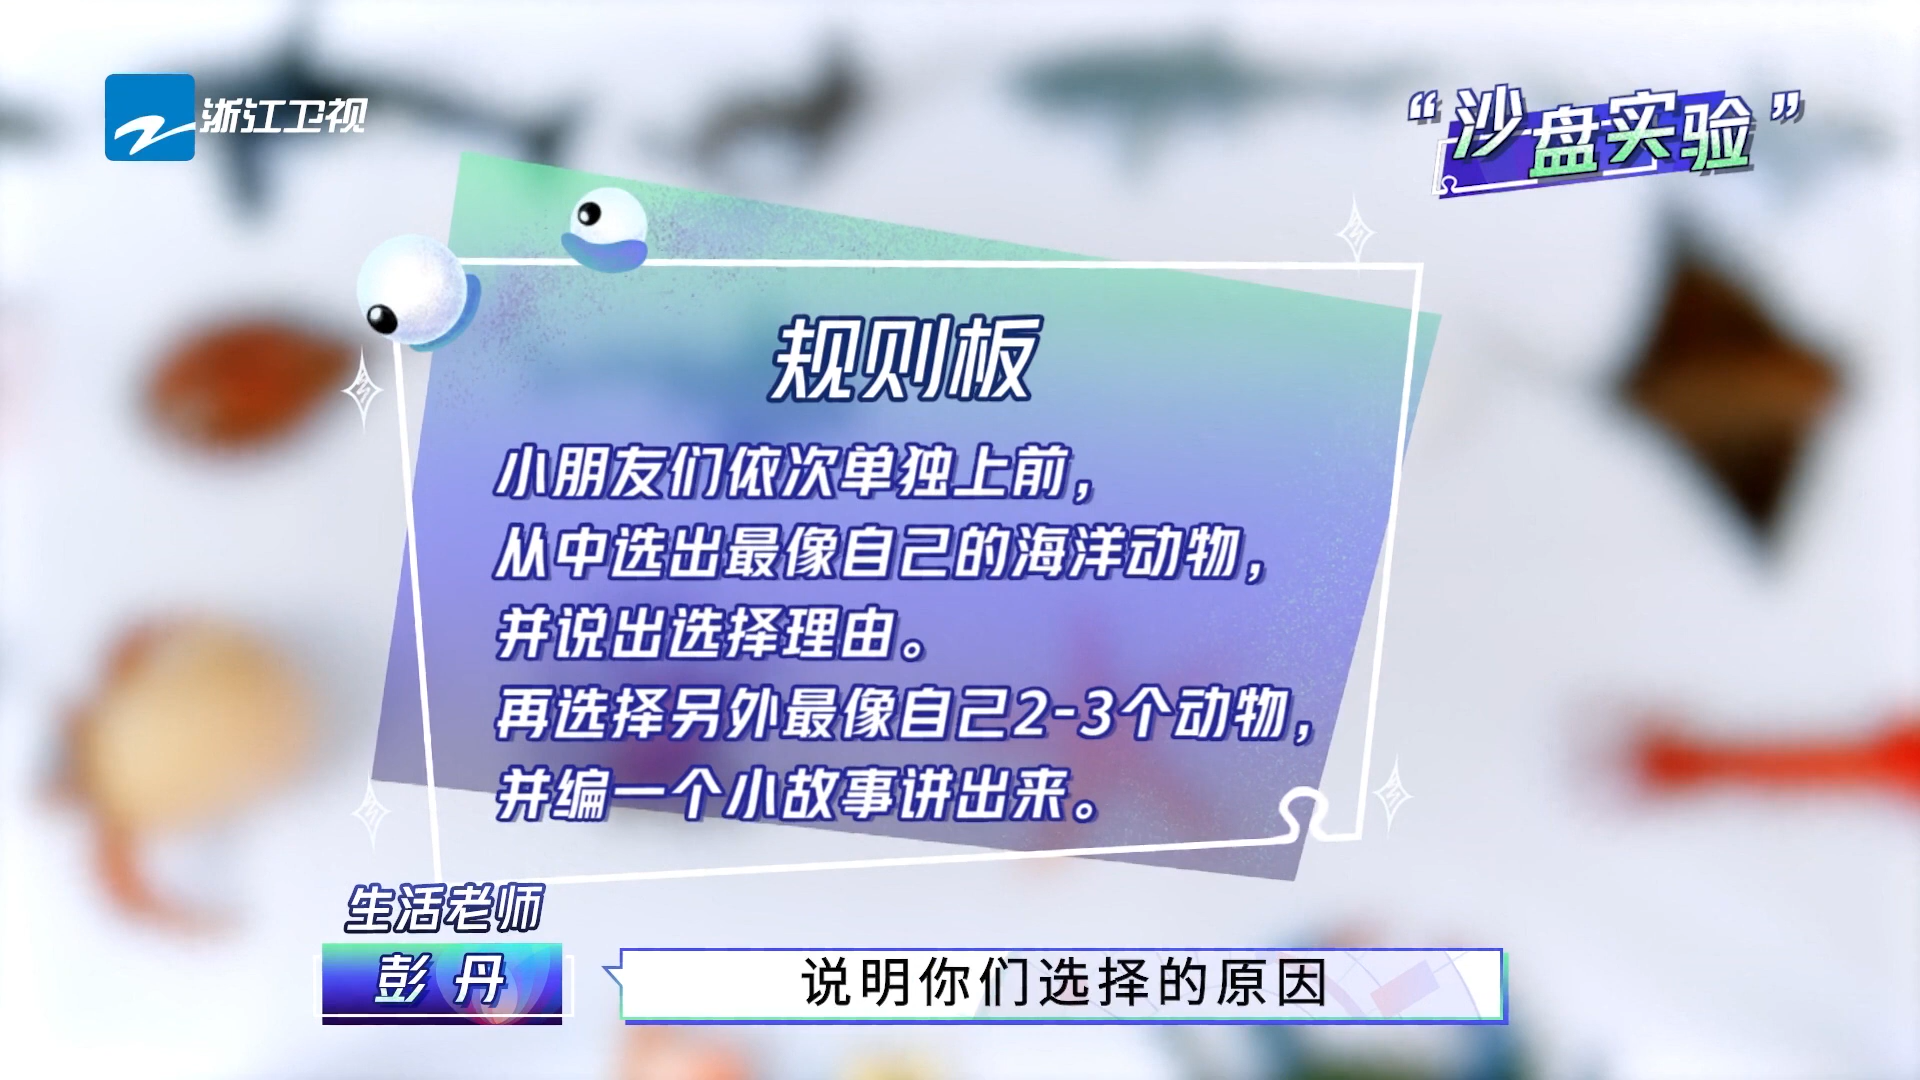 浙江卫视
“沙盘实验”
规则板
小朋友们依次单独上前，
从中选出最像自己的海洋动物，
并说出选择理由。
再选择另外最像自己2-3个动物，
并编一个小故事讲出来。
生活老师
彭丹
说明你们选择的原因